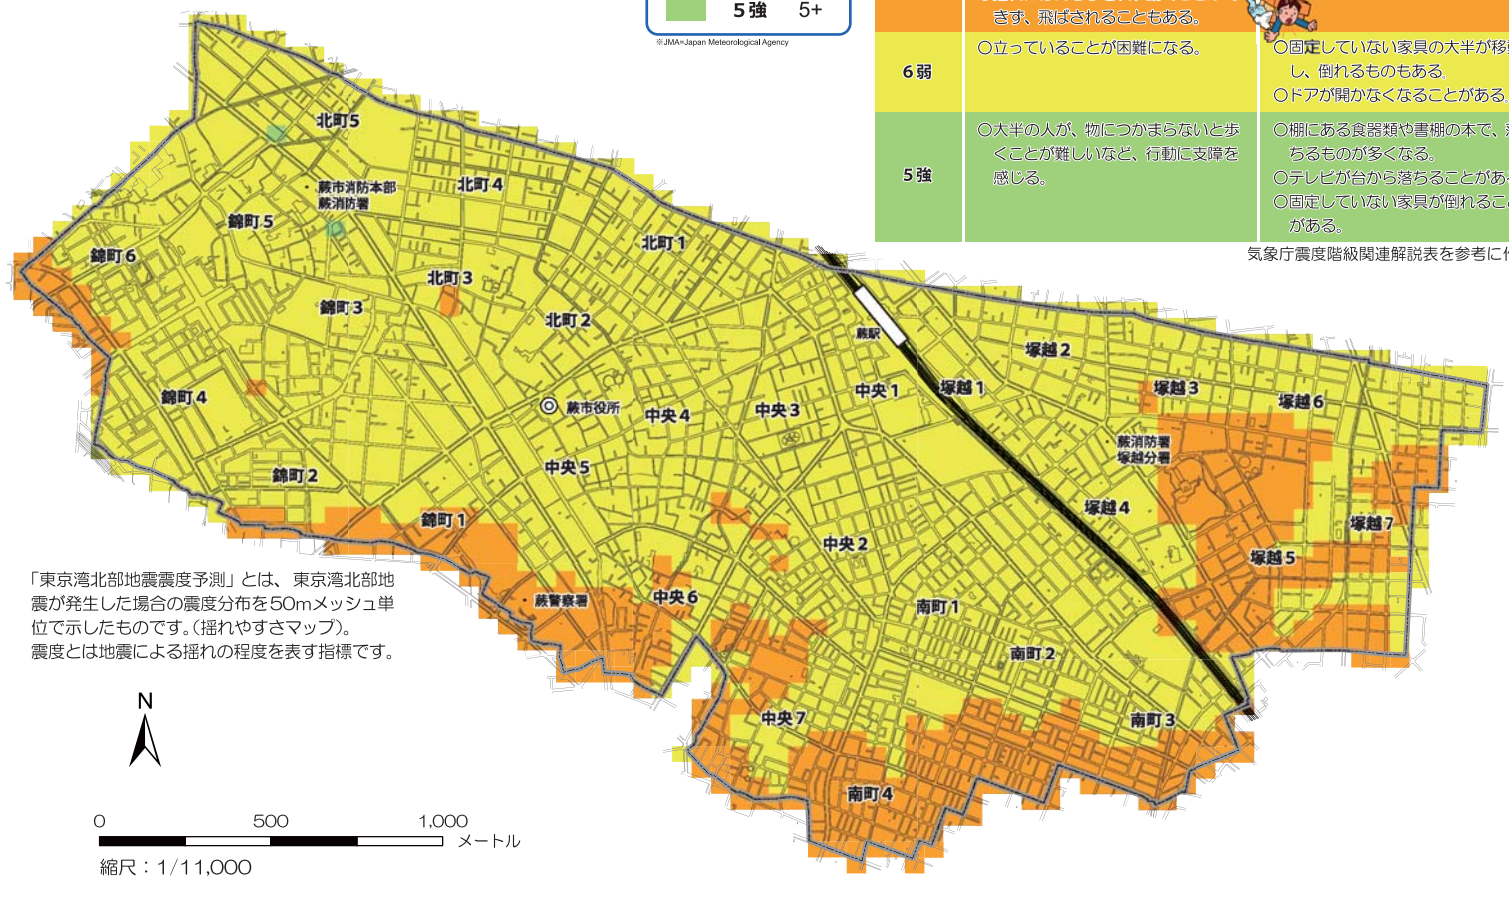 5強 5+
※JMA=Japan Meteorological Agency
きず、飛ばされることもある。
6弱
○立っていることが困難になる。
○固定していない家具の大半が移
し、倒れるものもある。
○ドアが開かなくなることがある。
5強
○大半の人が、物につかまらないと歩
くことが難しいなど、行動に支障を
感じる。
○棚にある食器類や書棚の本で、
ちるものが多くなる。
○テレビが台から落ちることがあ
○固定していない家具が倒れるこ
がある。
気象庁震度階級関連解説表を参考に
北町5
蕨市消防本部
蕨消防署
北町4
錦町5
北町1
錦町6
北町3
錦町3
北町2
蕨駅
塚越2
中央1
塚越1
塚越3
塚越6
錦町4
蕨市役所
中央4
中央3
蕨消防署
塚越分署
中央5
錦町2
塚越4
錦町1
塚越7
中央2
塚越5
蕨警察署
中央6
南町1
南町2
中央7
南町3
南町4
「東京湾北部地震震度予測」とは、東京湾北部地
震が発生した場合の震度分布を50mメッシュ単
位で示したものです。(揺れやすさマップ)。
震度とは地震による揺れの程度を表す指標です。
N
0 500 1,000
メートル
縮尺：1/11,000